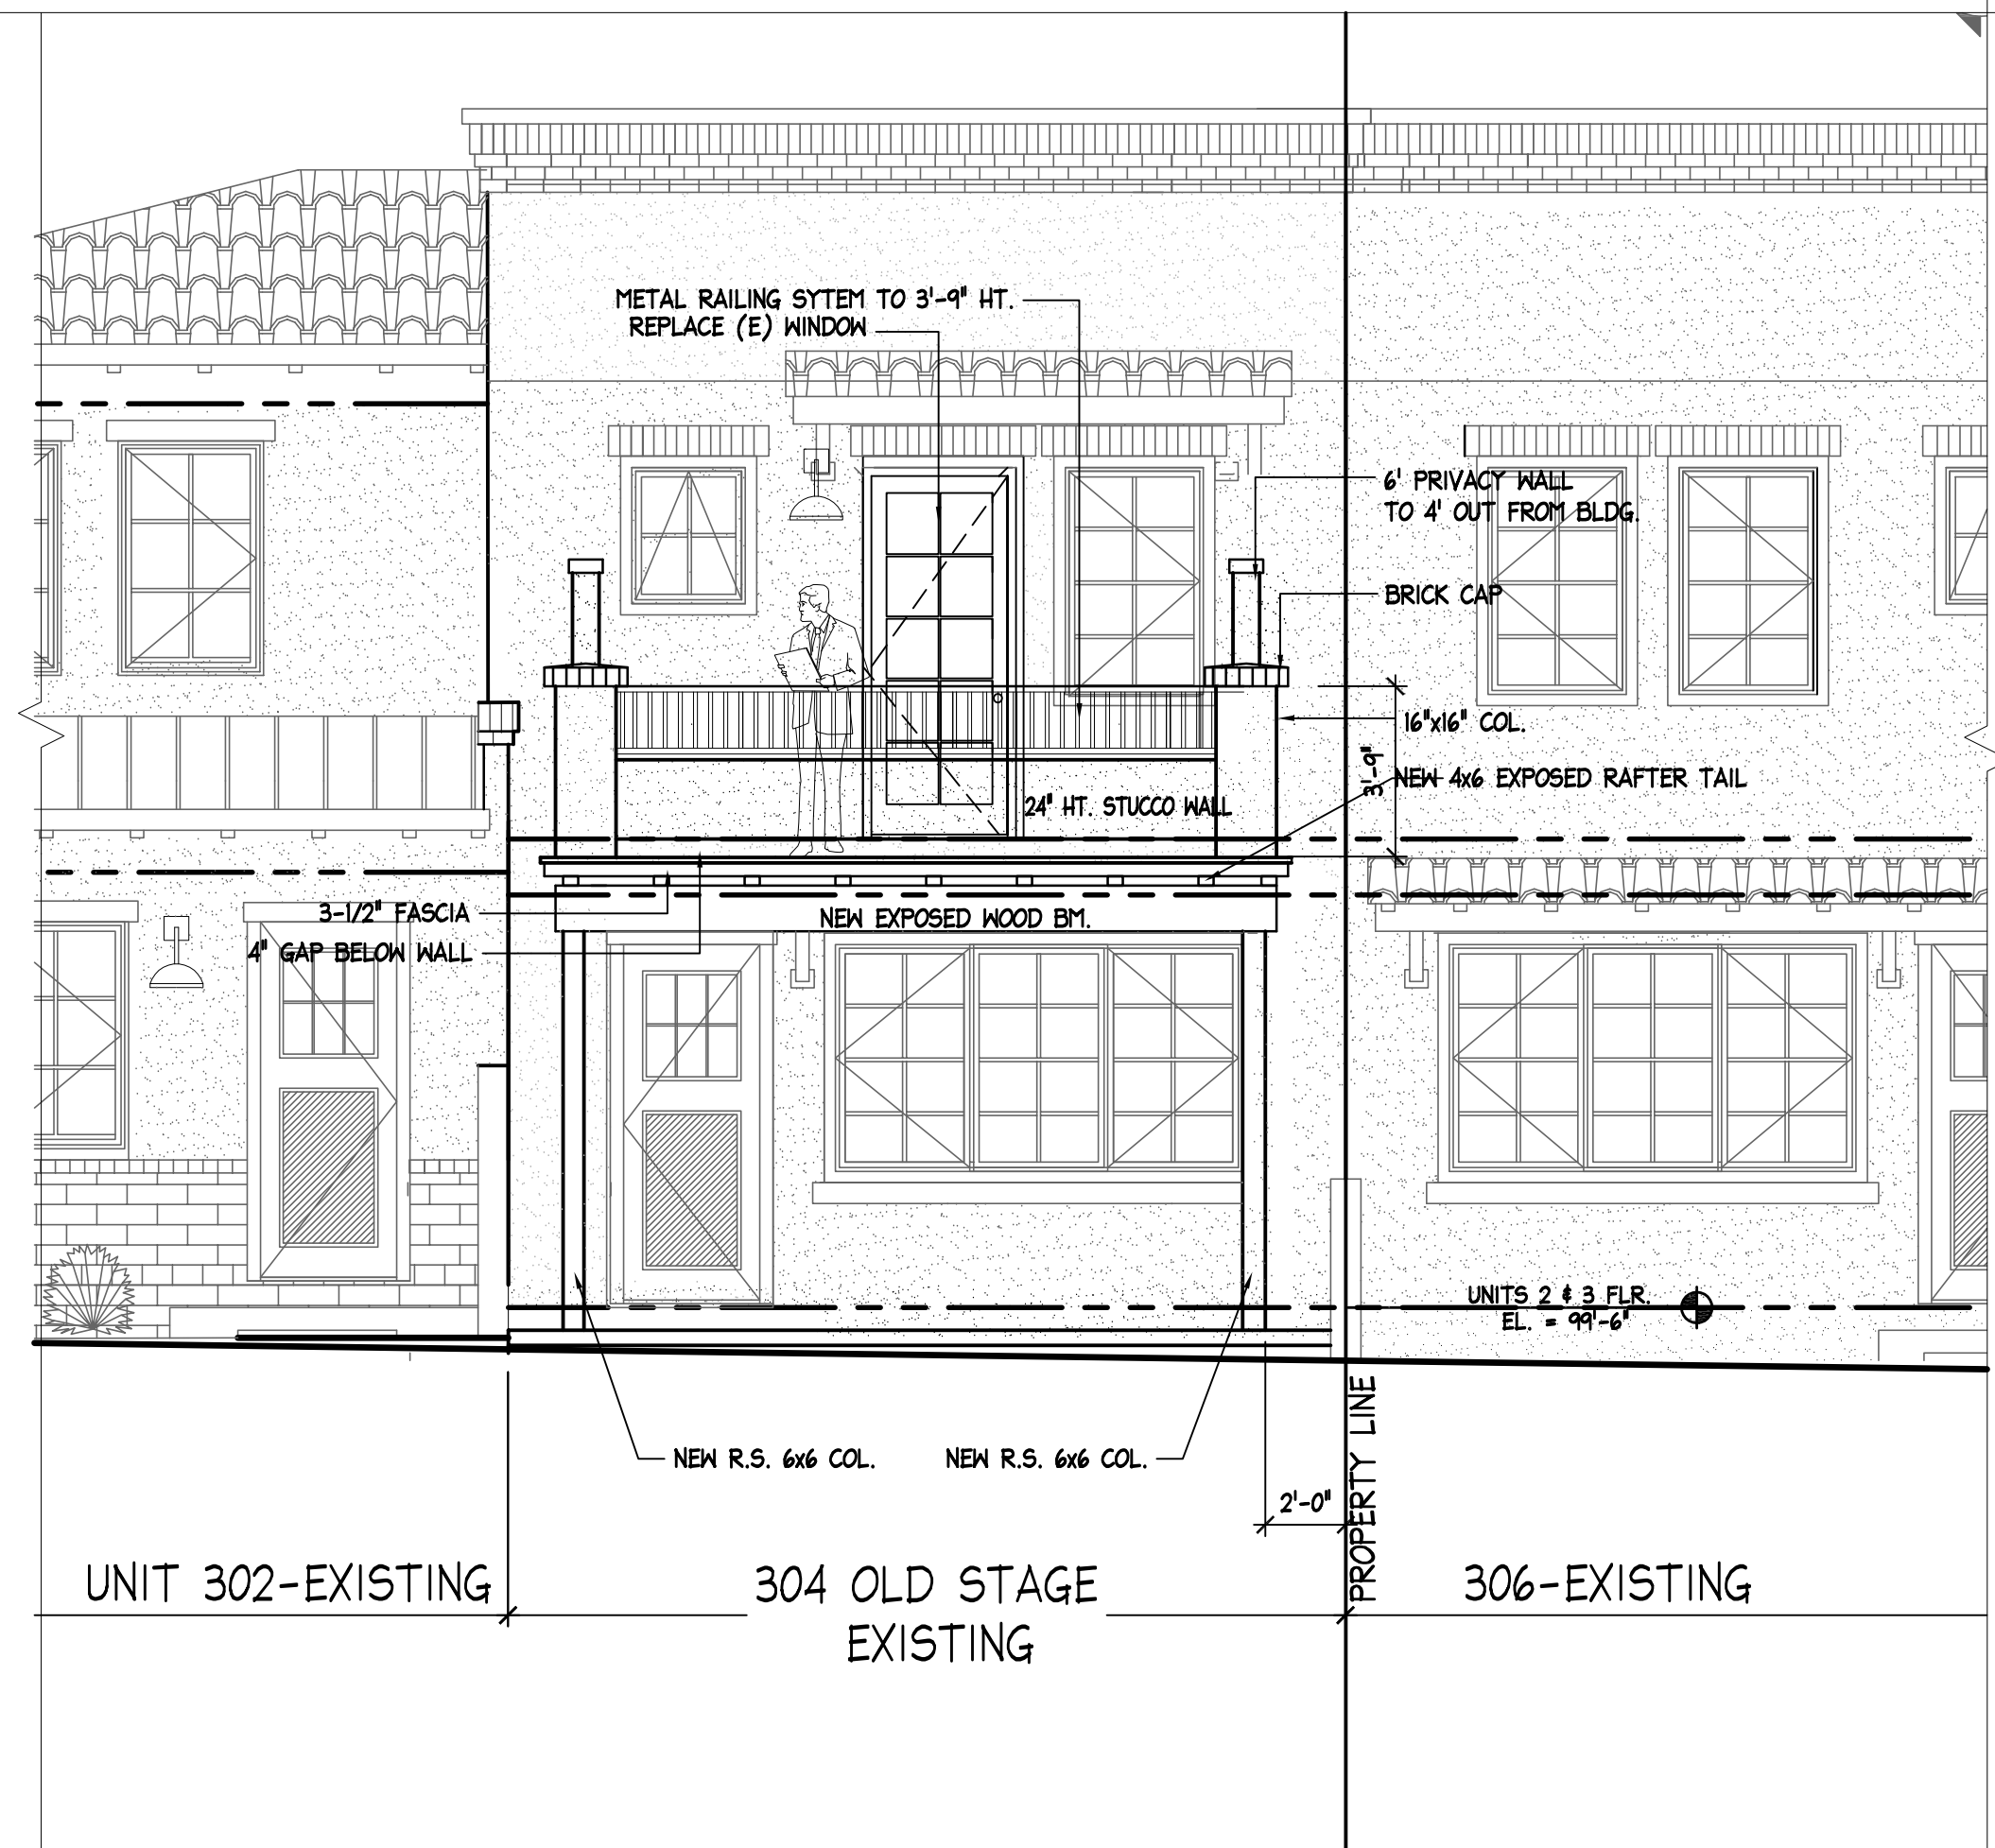 METAL RAILING SYTEM TO 3'-9" HT.
REPLACE (E) WINDOW
6' PRIVACY WALL
TO 4' OUT FROM BLDG.
BRICK CAP
16"x16" COL.
3'-9"
NEW 4x6 EXPOSED RAFTER TAIL
24" HT. STUCCO WALL
3-1/2" FASCIA
NEW EXPOSED WOOD BM.
4" GAP BELOW WALL
UNITS 2 & 3 FLR.
EL. = 99'-6"
NEW R.S. 6x6 COL.
NEW R.S. 6x6 COL.
2'-0"
PROPERTY LINE
UNIT 302-EXISTING
304 OLD STAGE
EXISTING
306-EXISTING